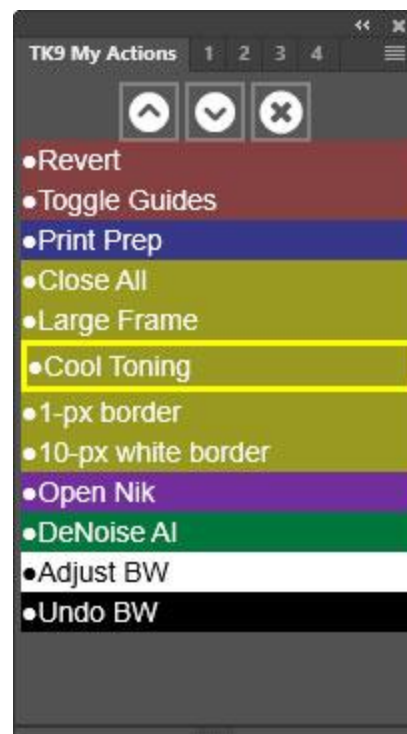 TK9 My Actions 1 2 3 4
●Revert
●Toggle Guides
●Print Prep
●Close All
●Large Frame
●Cool Toning
●1-px border
●10-px white border
●Open Nik
●DeNoise AI
●Adjust BW
●Undo BW